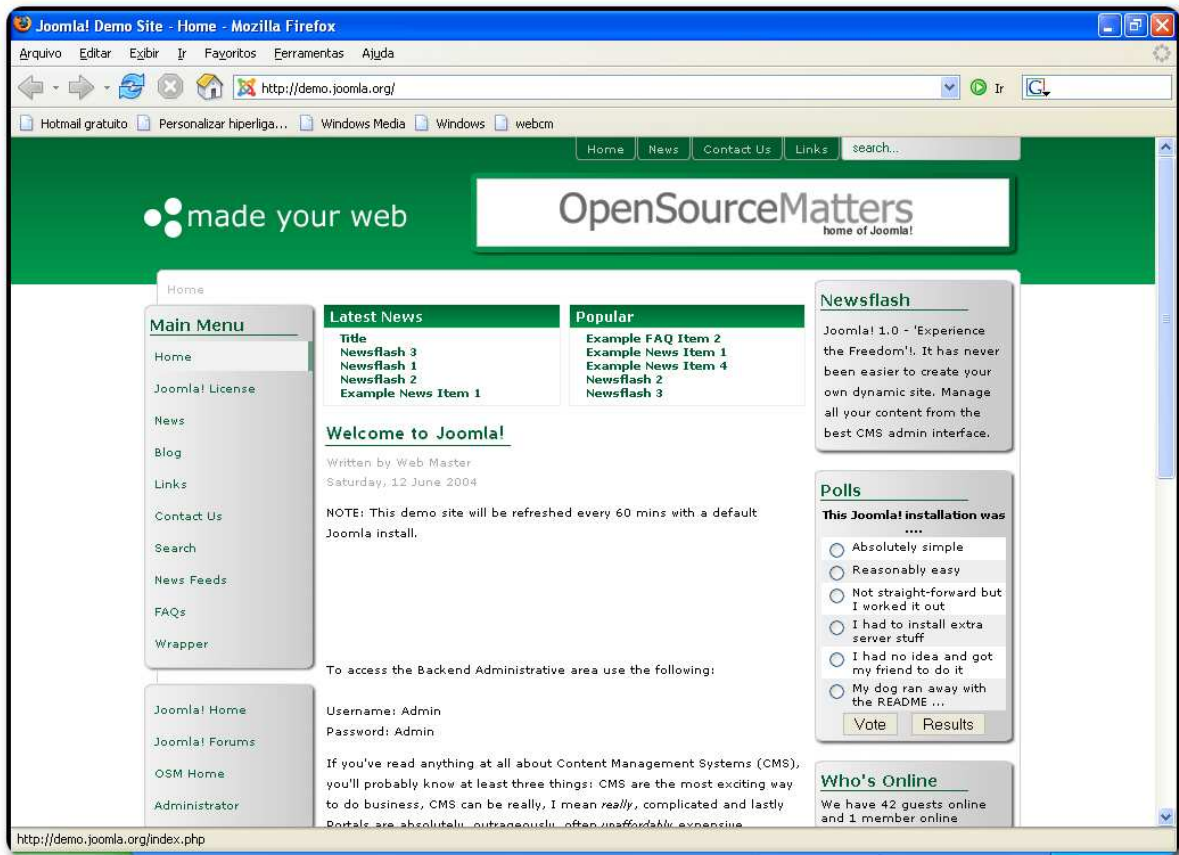 Joomla! Demo Site - Home - Mozilla Firefox
Arquivo Editar Exibir Ir Favoritos Ferramentas Ajuda
http://demo.joomla.org/
Ir
G
Hotmail gratuito Personalizar hiperliga... Windows Media Windows webcm
Home News Contact Us Links search...
made your web
OpenSourceMatters
home of Joomla!
Home
Main Menu
Home
Joomla! License
News
Blog
Links
Contact Us
Search
News Feeds
FAQs
Wrapper
Joomla! Home
Joomla! Forums
OSM Home
Administrator
Latest News
Title
Newsflash 3
Newsflash 1
Newsflash 2
Example News Item 1
Popular
Example FAQ Item 2
Example News Item 1
Example News Item 4
Newsflash 2
Newsflash 3
Welcome to Joomla!
Written by Web Master
Saturday, 12 June 2004
NOTE: This demo site will be refreshed every 60 mins with a default
Joomla install.
To access the Backend Administrative area use the following:
Username: Admin
Password: Admin
If you've read anything at all about Content Management Systems (CMS),
you'll probably know at least three things: CMS are the most exciting way
to do business, CMS can be really, I mean really, complicated and lastly
Portals are absolutely, outrageously, often unaffordably expensive.
Newsflash
Joomla! 1.0 - 'Experience
the Freedom'!. It has never
been easier to create your
own dynamic site. Manage
all your content from the
best CMS admin interface.
Polls
This Joomla! installation was
....
Absolutely simple
Reasonably easy
Not straight-forward but
I worked it out
I had to install extra
server stuff
I had no idea and got
my friend to do it
My dog ran away with
the README ...
Vote Results
Who's Online
We have 42 guests online
and 1 member online
http://demo.joomla.org/index.php